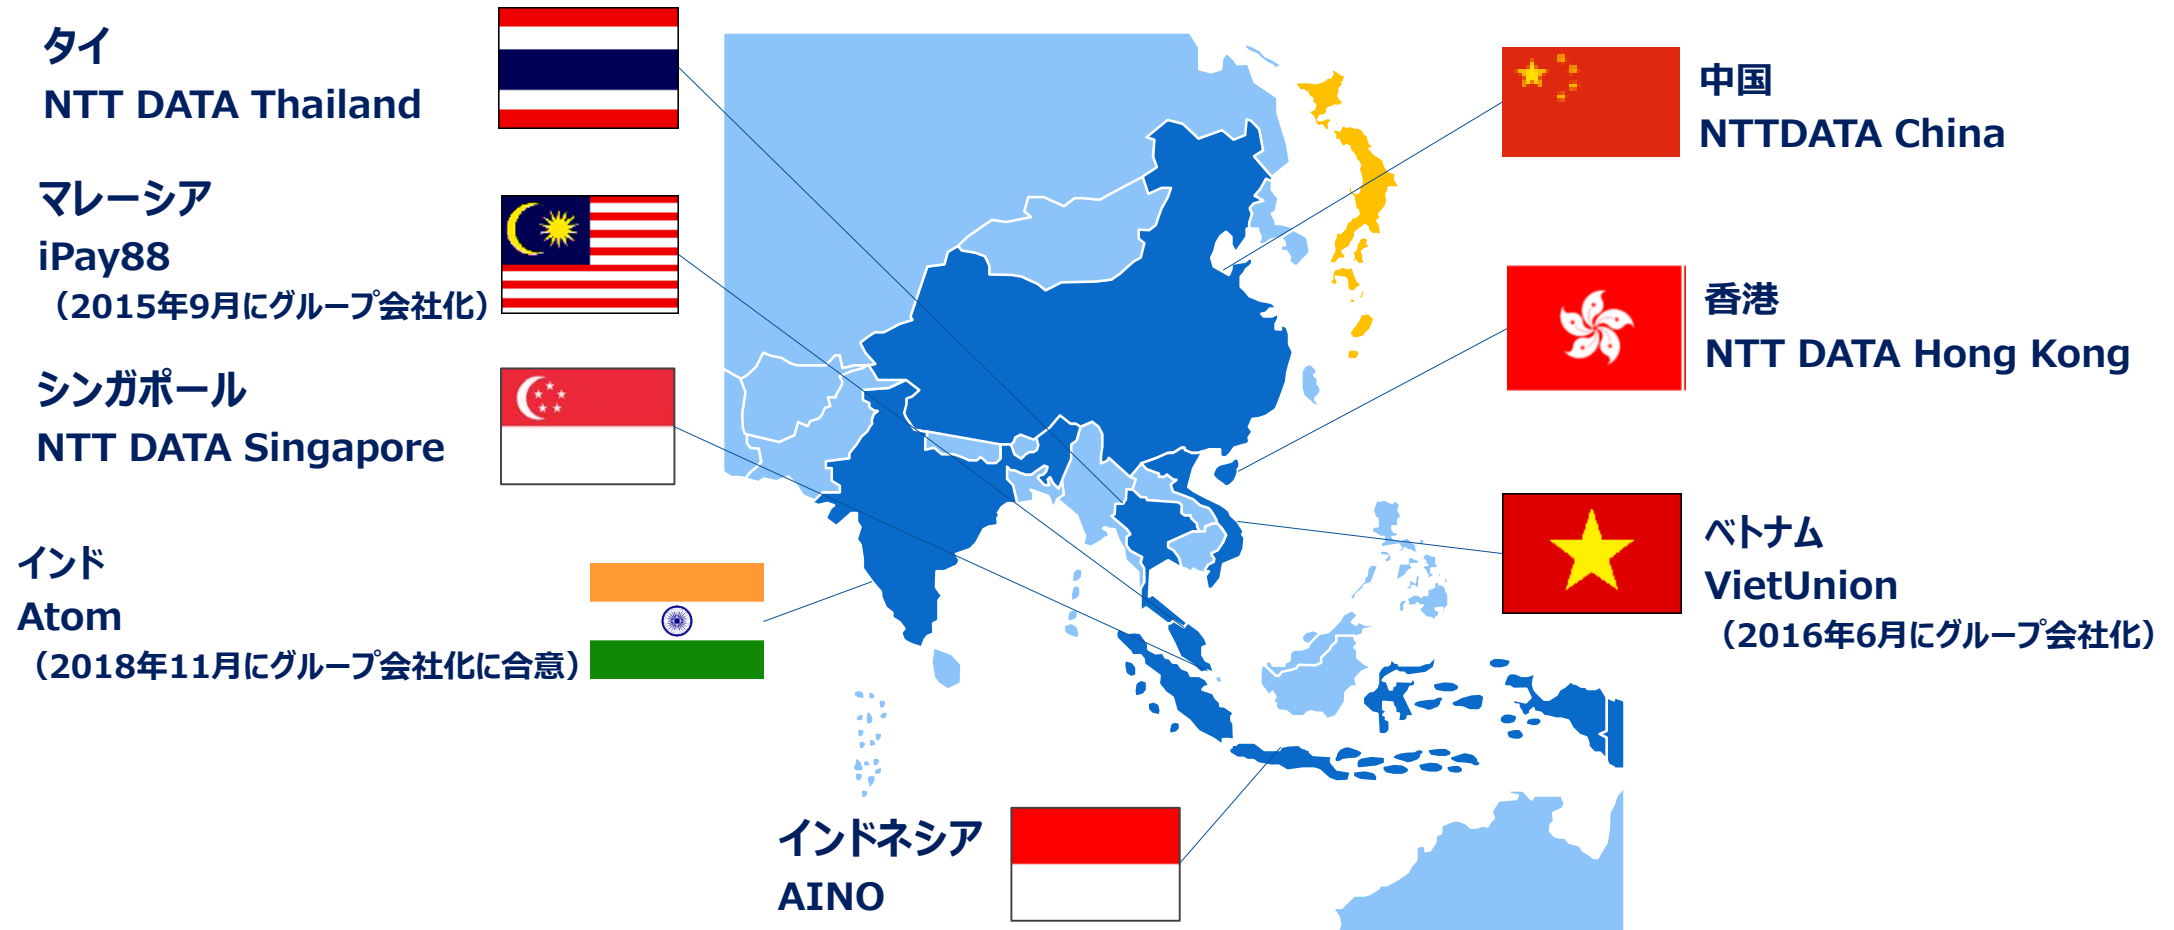 タイ
NTT DATA Thailand
マレーシア
iPay88
（2015年9月にグループ会社化）
シンガポール
NTT DATA Singapore
インド
Atom
（2018年11月にグループ会社化に合意）
インドネシア
AINO
中国
NTTDATA China
香港
NTT DATA Hong Kong
ベトナム
VietUnion
（2016年6月にグループ会社化）